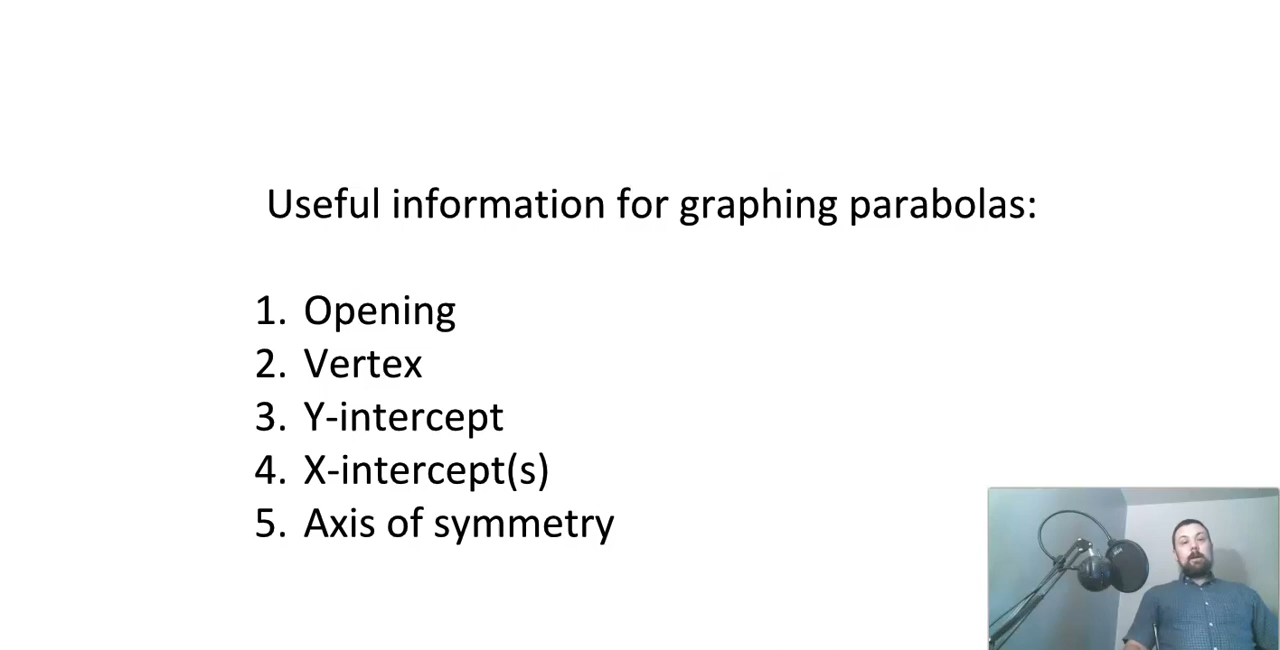 Useful information for graphing parabolas:
1. Opening
2. Vertex
3. Y-intercept
4. X-intercept(s)
5. Axis of symmetry